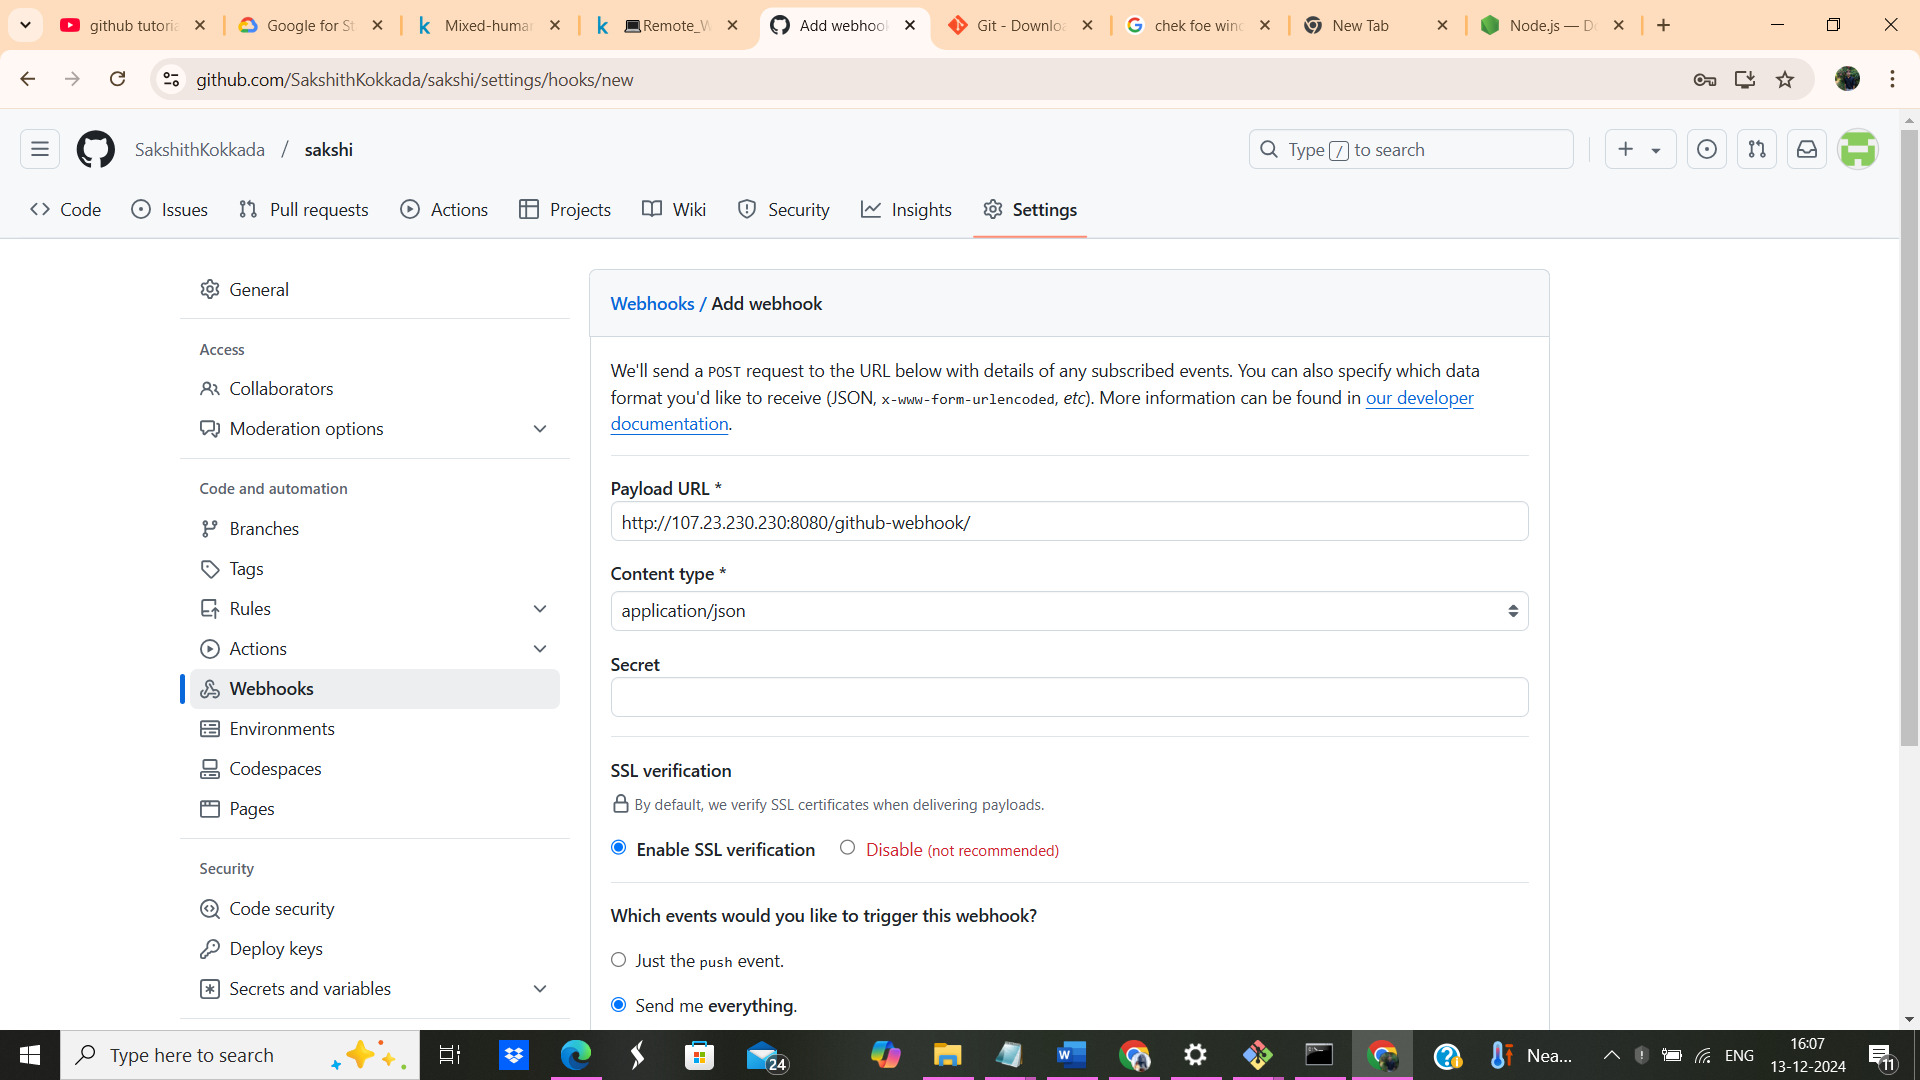 github tutoria
Google for St
Mixed-humar
Remote_W
Add webhook
Git - Downloa
chek foe winc
New Tab
Node.js — Do
github.com/SakshithKokkada/sakshi/settings/hooks/new
SakshithKokkada / sakshi
Type / to search
Code
Issues
Pull requests
Actions
Projects
Wiki
Security
Insights
Settings
General
Access
Collaborators
Moderation options
Code and automation
Branches
Tags
Rules
Actions
Webhooks
Environments
Codespaces
Pages
Security
Code security
Deploy keys
Secrets and variables
Webhooks / Add webhook
We'll send a POST request to the URL below with details of any subscribed events. You can also specify which data
format you'd like to receive (JSON, x-www-form-urlencoded, etc). More information can be found in our developer
documentation.
Payload URL *
http://107.23.230.230:8080/github-webhook/
Content type *
application/json
Secret
SSL verification
By default, we verify SSL certificates when delivering payloads.
Enable SSL verification
Disable (not recommended)
Which events would you like to trigger this webhook?
Just the push event.
Send me everything.
Type here to search
24
Nea...
ENG
16:07
13-12-2024
11